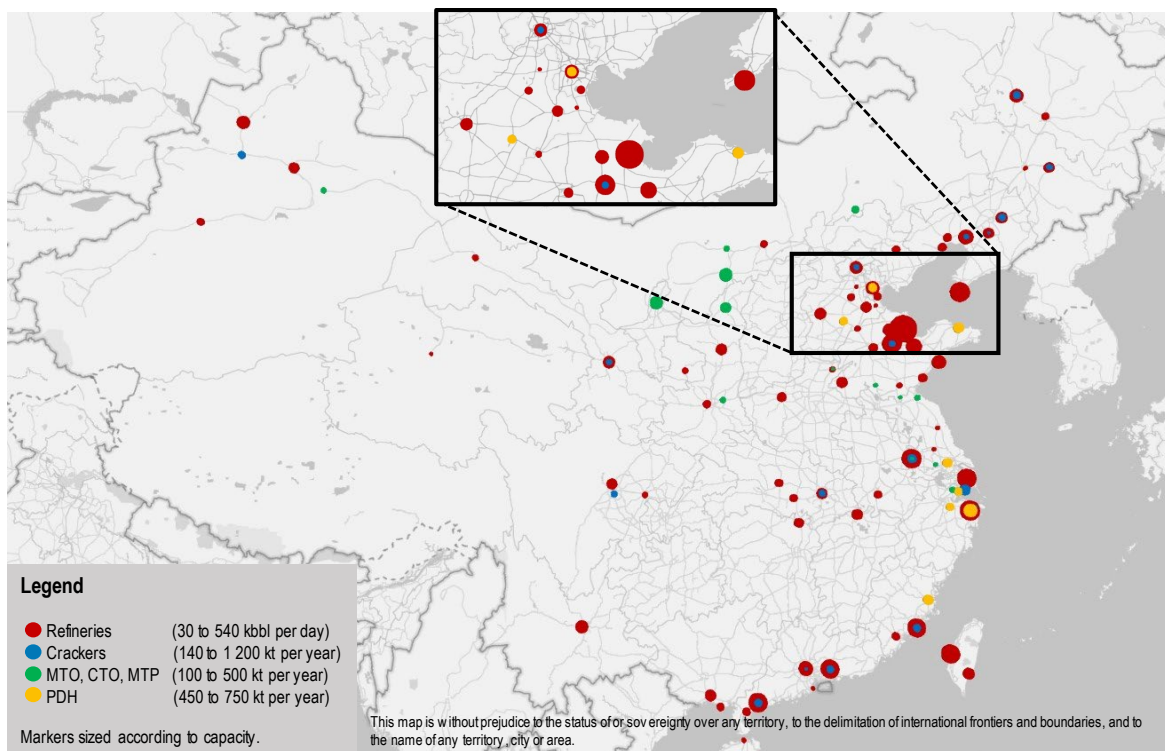 Legend
Refineries (30 to 540 kbbl per day)
Crackers (140 to 1 200 kt per year)
MTO, CTO, MTP (100 to 500 kt per year)
PDH (450 to 750 kt per year)
Markers sized according to capacity.
This map is without prejudice to the status of or sovereignty over any territory, to the delimitation of international frontiers and boundaries, and to
the name of any territory, city or area.